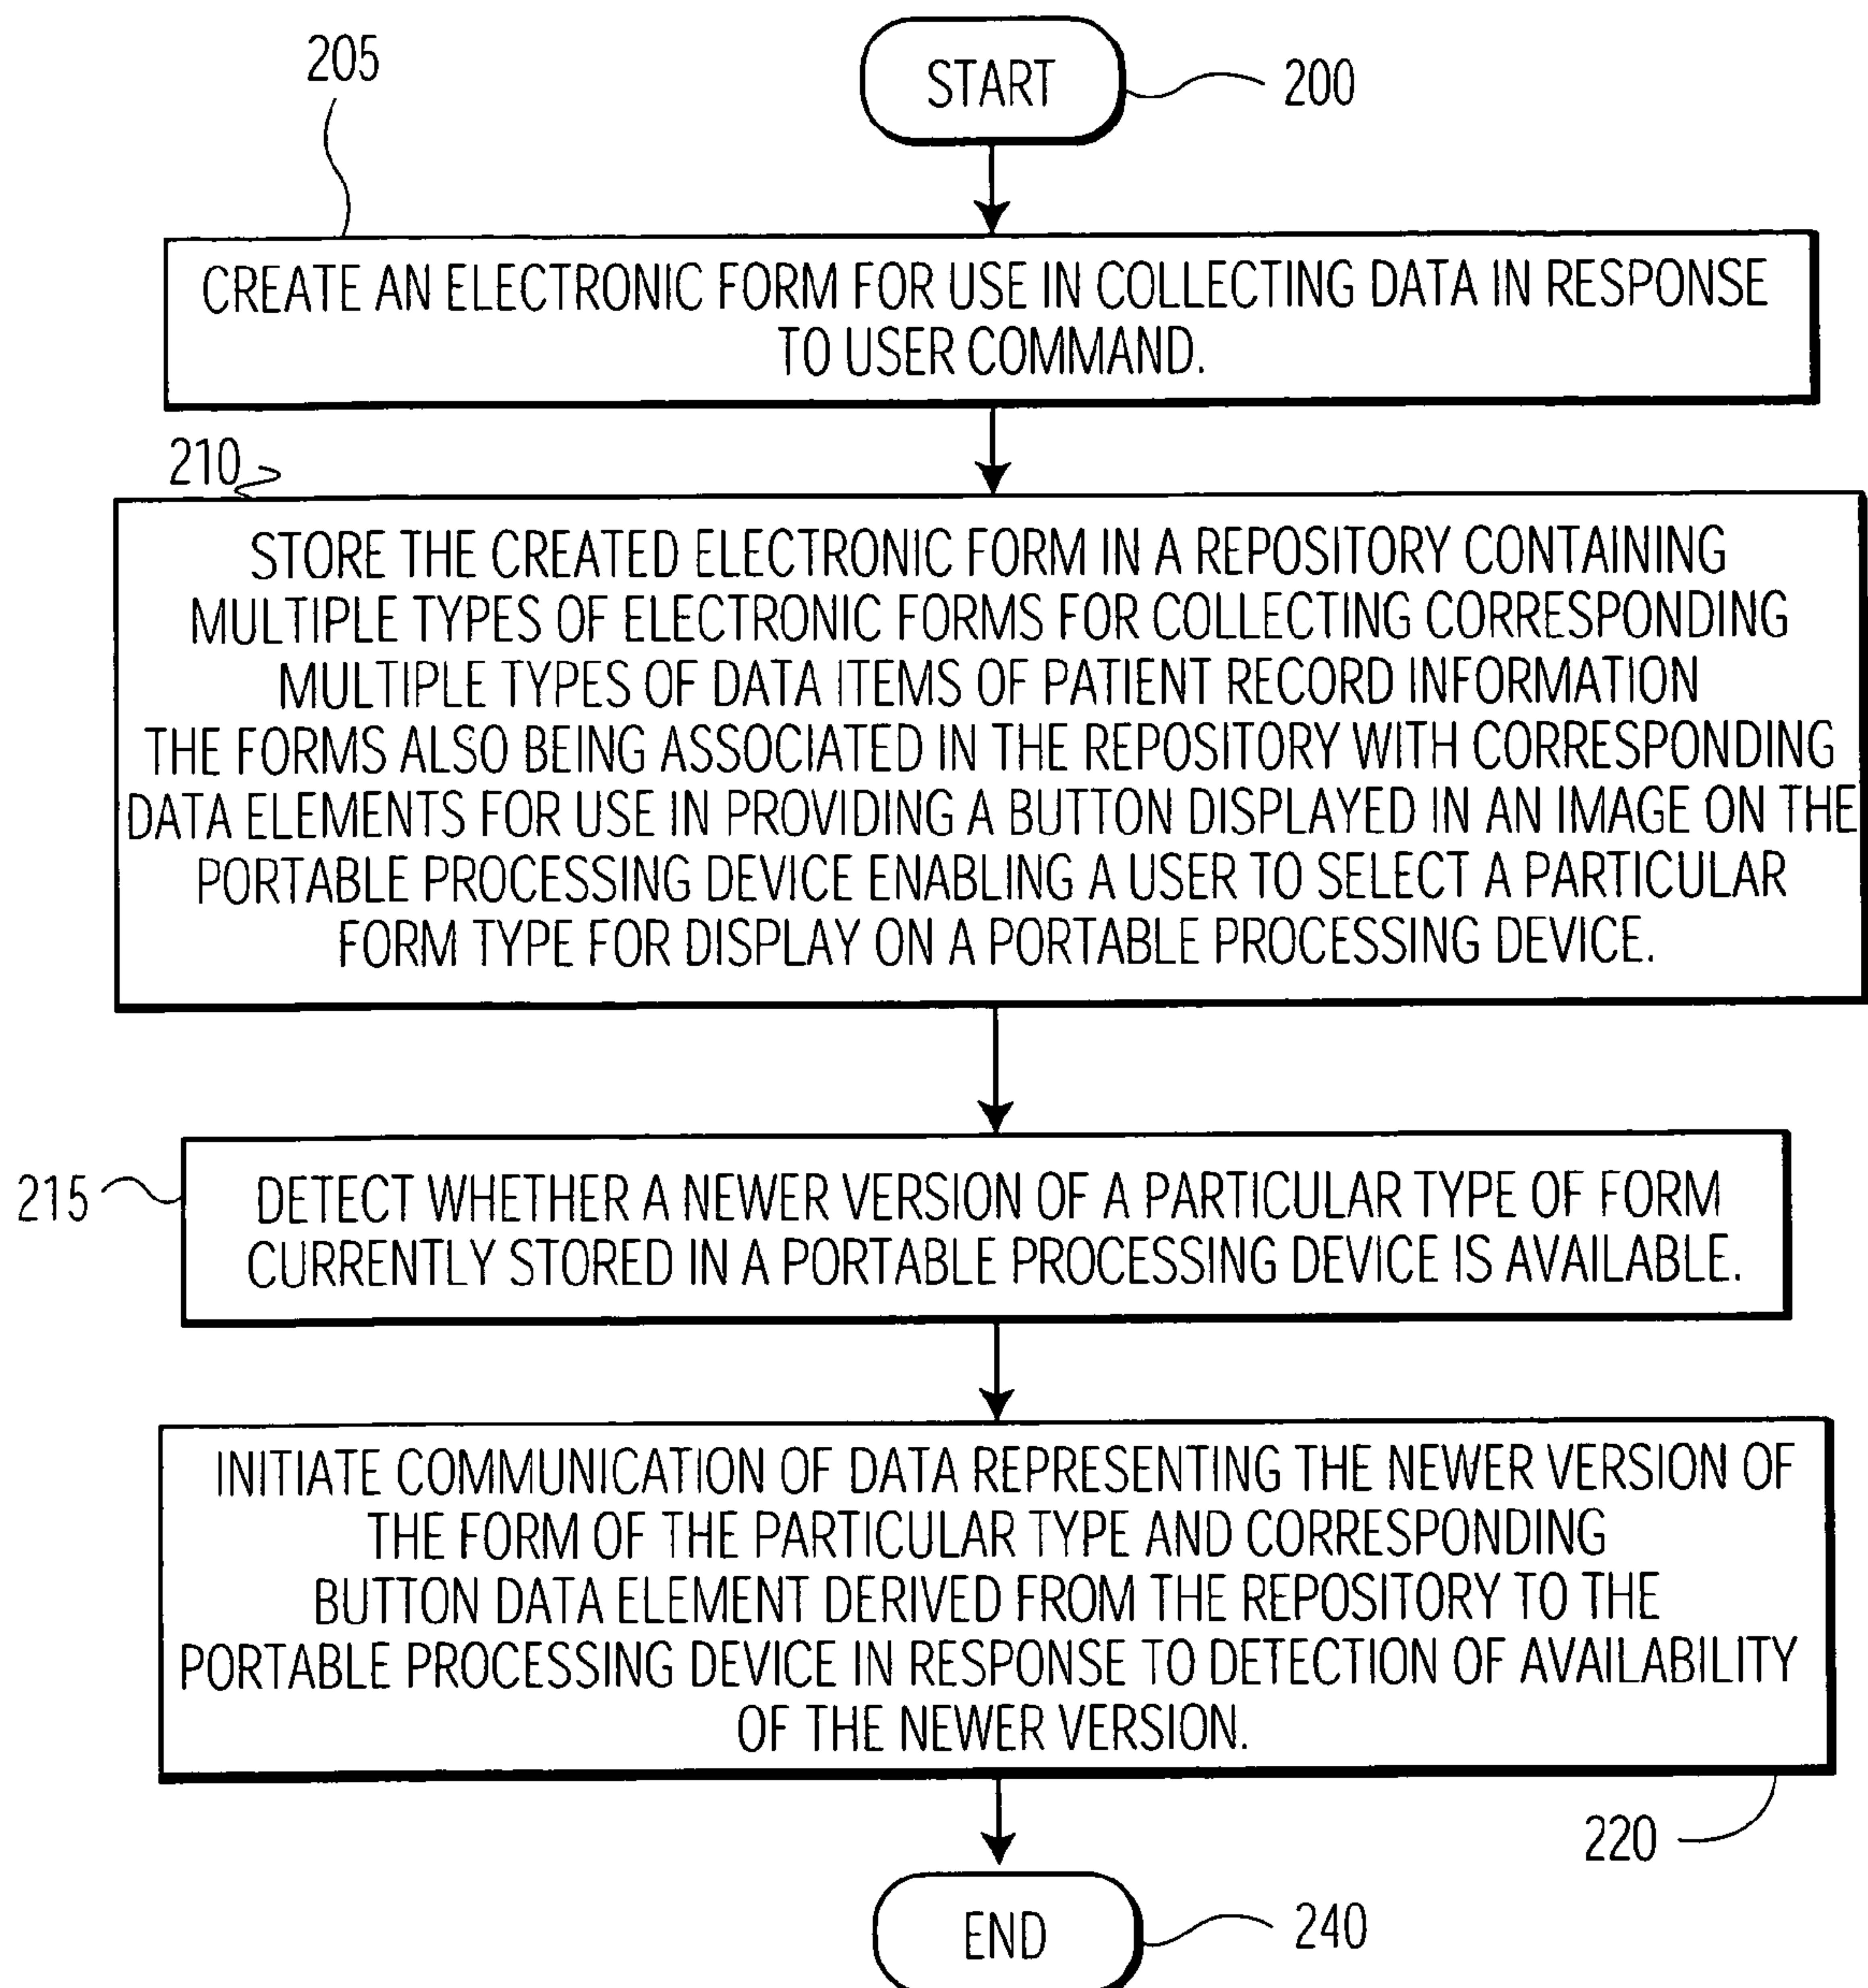 START
200
205
CREATE AN ELECTRONIC FORM FOR USE IN COLLECTING DATA IN RESPONSE
TO USER COMMAND.
210
STORE THE CREATED ELECTRONIC FORM IN A REPOSITORY CONTAINING
MULTIPLE TYPES OF ELECTRONIC FORMS FOR COLLECTING CORRESPONDING
MULTIPLE TYPES OF DATA ITEMS OF PATIENT RECORD INFORMATION
THE FORMS ALSO BEING ASSOCIATED IN THE REPOSITORY WITH CORRESPONDING
DATA ELEMENTS FOR USE IN PROVIDING A BUTTON DISPLAYED IN AN IMAGE ON THE
PORTABLE PROCESSING DEVICE ENABLING A USER TO SELECT A PARTICULAR
FORM TYPE FOR DISPLAY ON A PORTABLE PROCESSING DEVICE.
215
DETECT WHETHER A NEWER VERSION OF A PARTICULAR TYPE OF FORM
CURRENTLY STORED IN A PORTABLE PROCESSING DEVICE IS AVAILABLE.
INITIATE COMMUNICATION OF DATA REPRESENTING THE NEWER VERSION OF
THE FORM OF THE PARTICULAR TYPE AND CORRESPONDING
BUTTON DATA ELEMENT DERIVED FROM THE REPOSITORY TO THE
PORTABLE PROCESSING DEVICE IN RESPONSE TO DETECTION OF AVAILABILITY
OF THE NEWER VERSION.
220
END
240